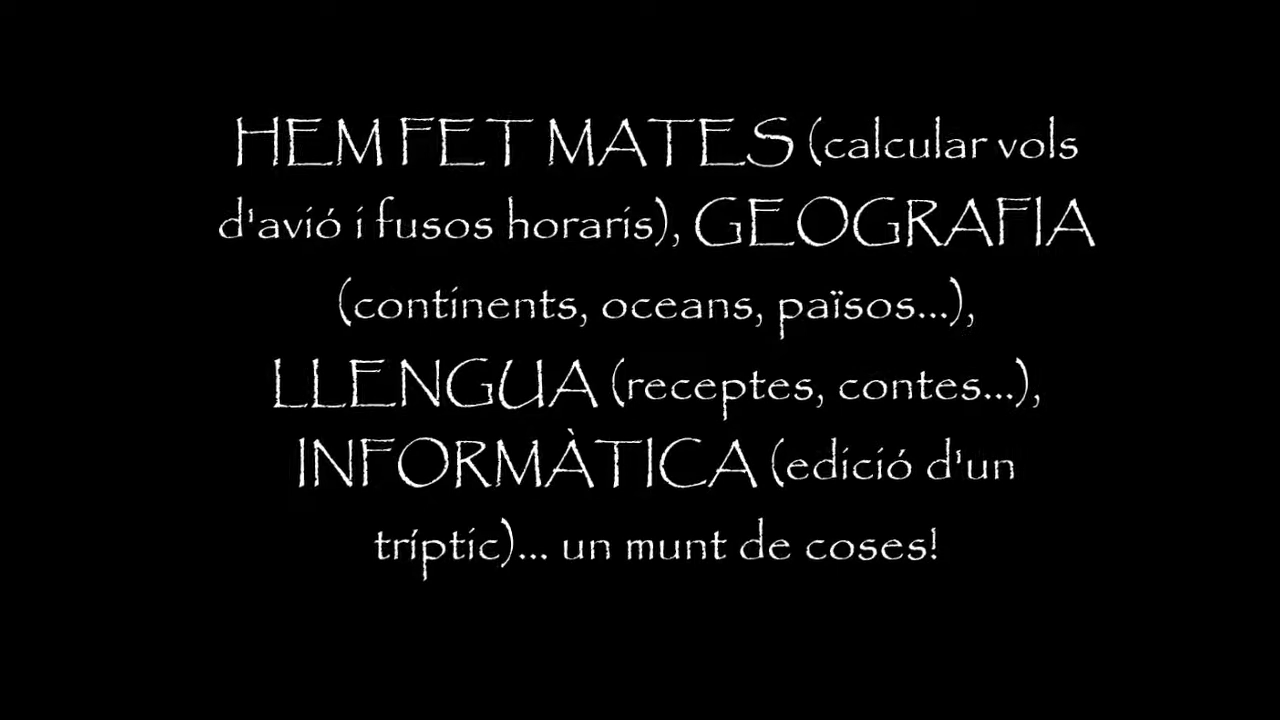 HEM FET MATES (calcular vols
d'avió i fusos horaris), GEOGRAFIA
(continents, oceans, països...),
LLENGUA (receptes, contes...),
INFORMÀTICA (edició d'un
tríptic)... un munt de coses!